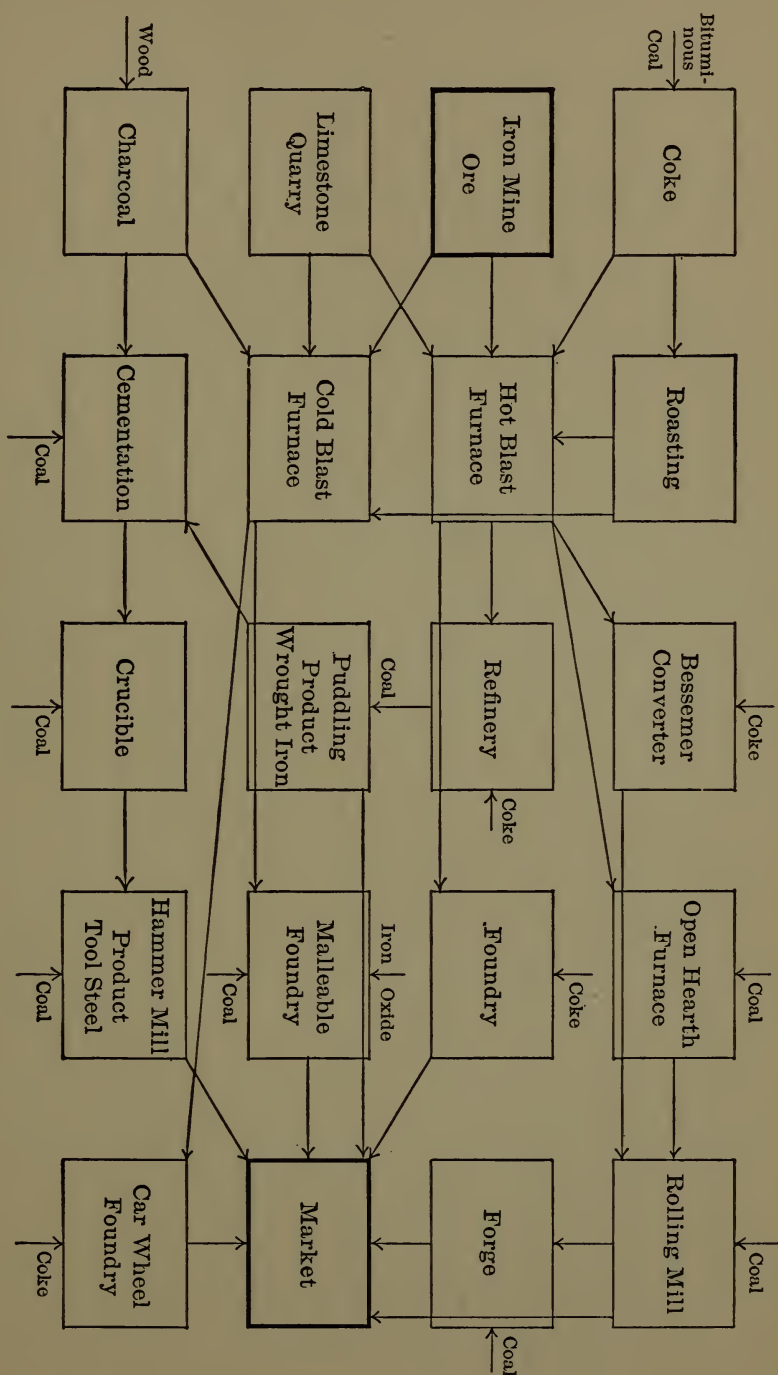 Coke
Coal
Coal
Bitumi-
nous
Coal
Coke
Roasting
Bessemer
Converter
Open Hearth
Furnace
Rolling Mill
Coke
Coke
Coal
Iron Mine
Ore
Hot Blast
Furnace
Refinery
Foundry
Forge
Coal
Iron Oxide
Limestone
Quarry
Cold Blast
Furnace
Puddling
Product
Wrought Iron
Malleable
Foundry
Market
Coal
Wood
Charcoal
Cementation
Crucible
Hammer Mill
Product
Tool Steel
Car Wheel
Foundry
Coal
Coal
Coal
Coke